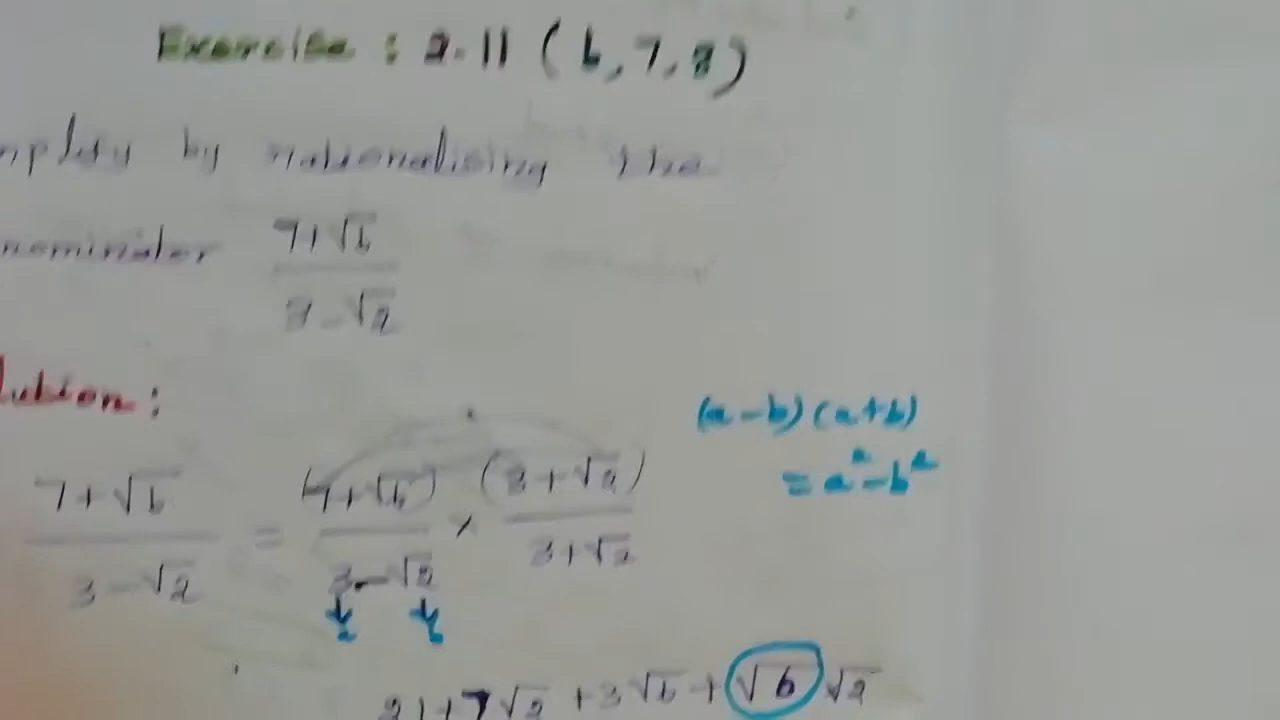 Exercise : 2.11 (6, 7, 8)
mplify by rationalising the
nominator (7+√6)/(3-√2)
lution:
(a-b)(a+b)
= a² - b²
(7+√6)/(3-√2) = (7+√6)/(3-√2) × (3+√2)/(3+√2)
a b
21+7√2 +3√6 + √6 √2